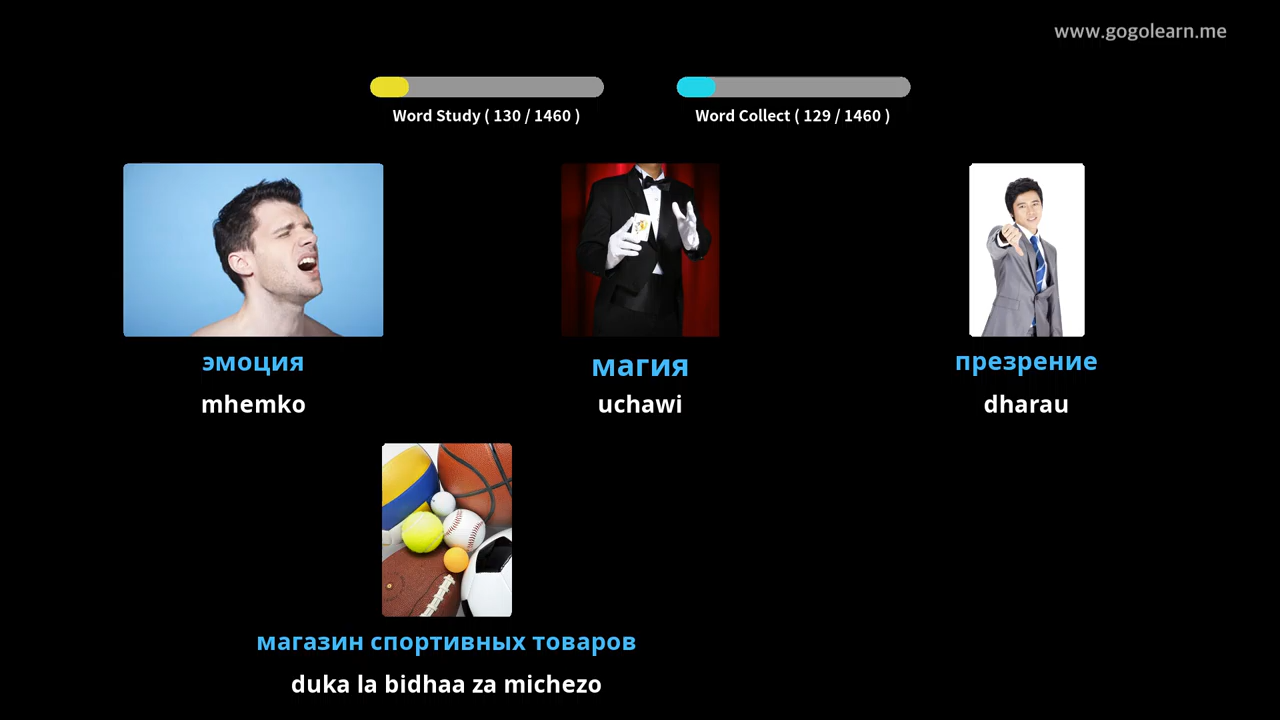 www.gogolearn.me
Word Study ( 130 / 1460 )
Word Collect ( 129 / 1460 )
эмоция
mhemko
магия
uchawi
презрение
dharau
магазин спортивных товаров
duka la bidhaa za michezo